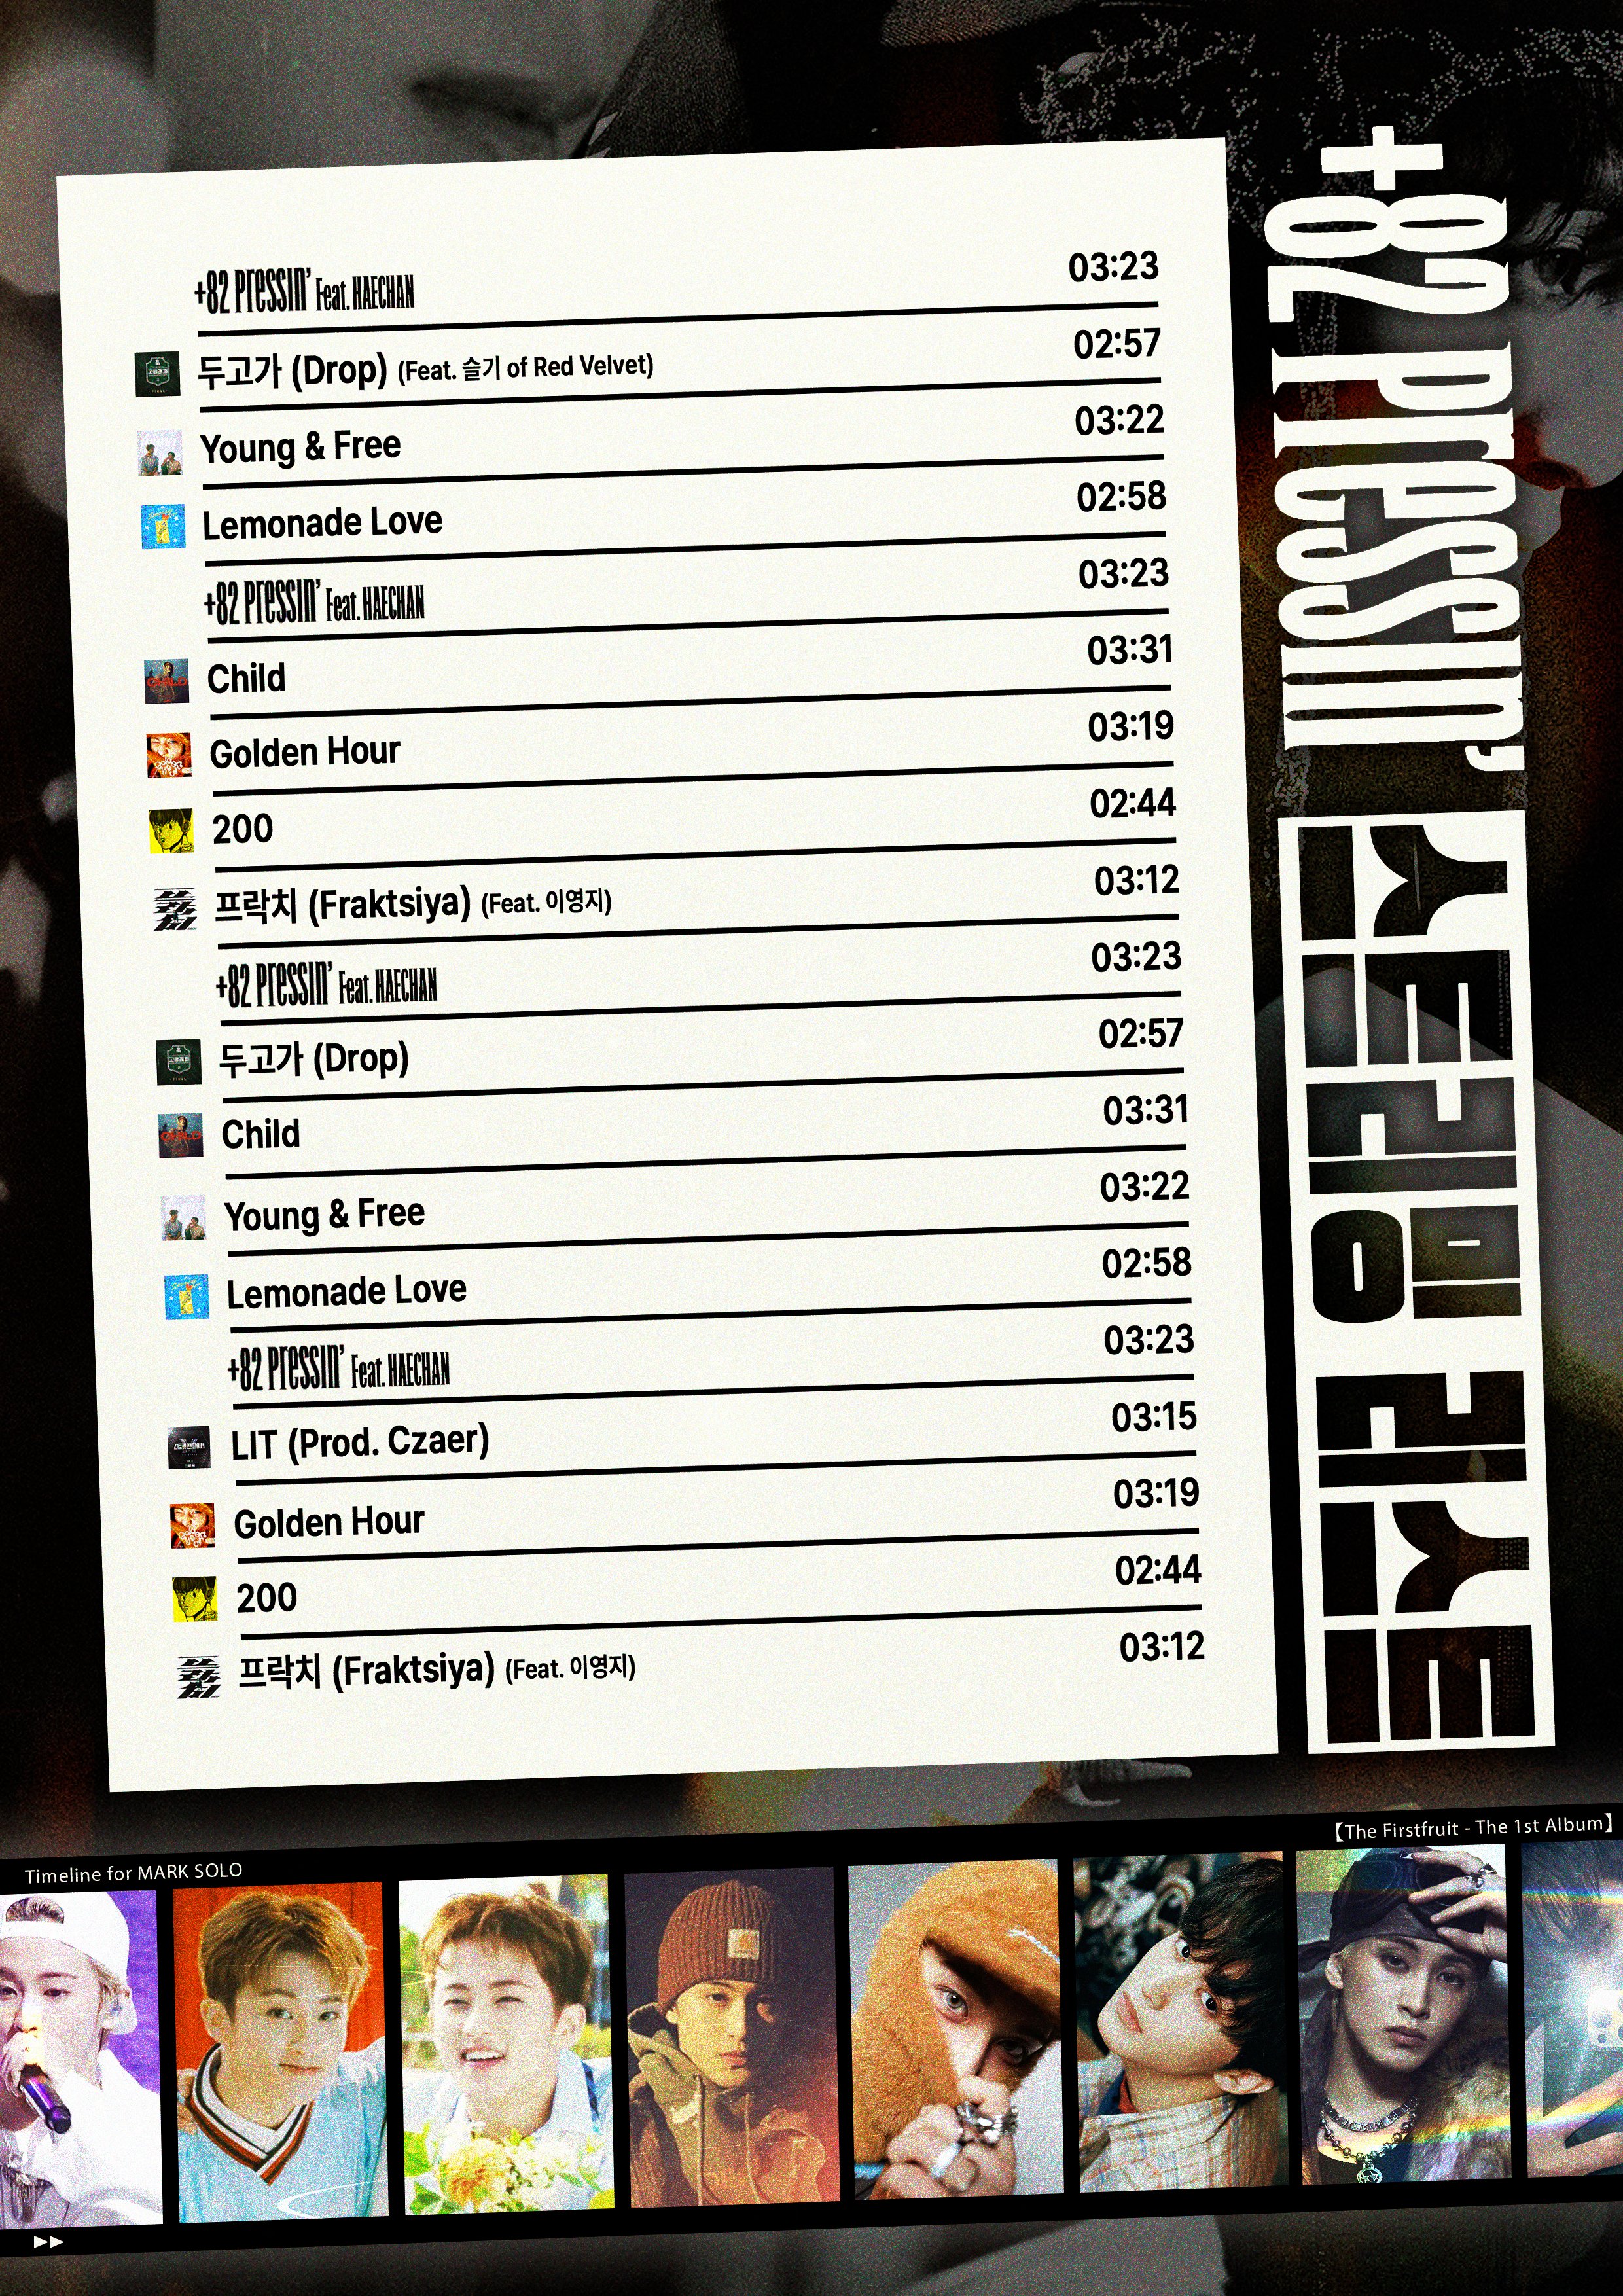 +82 Pressin' Feat. HAECHAN 03:23
두고가 (Drop) (Feat. 슬기 of Red Velvet) 02:57
Young & Free 03:22
Lemonade Love 02:58
+82 Pressin' Feat. HAECHAN 03:23
Child 03:31
Golden Hour 03:19
200 02:44
프락치 (Fraktsiya) (Feat. 이영지) 03:12
+82 Pressin' Feat. HAECHAN 03:23
두고가 (Drop) 02:57
Child 03:31
Young & Free 03:22
Lemonade Love 02:58
+82 Pressin' Feat. HAECHAN 03:23
LIT (Prod. Czaer) 03:15
Golden Hour 03:19
200 02:44
프락치 (Fraktsiya) (Feat. 이영지) 03:12
+82 Pressin'
스트리밍 리스트
Timeline for MARK SOLO
【The Firstfruit - The 1st Album】